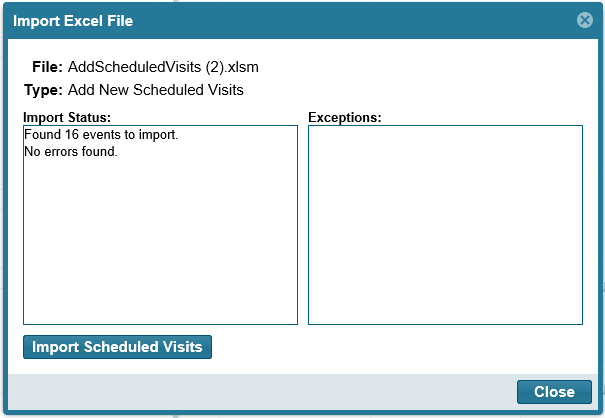 Import Excel File
File: AddScheduledVisits (2).xlsm
Type: Add New Scheduled Visits
Import Status:
Exceptions:
Found 16 events to import.
No errors found.
Import Scheduled Visits
Close